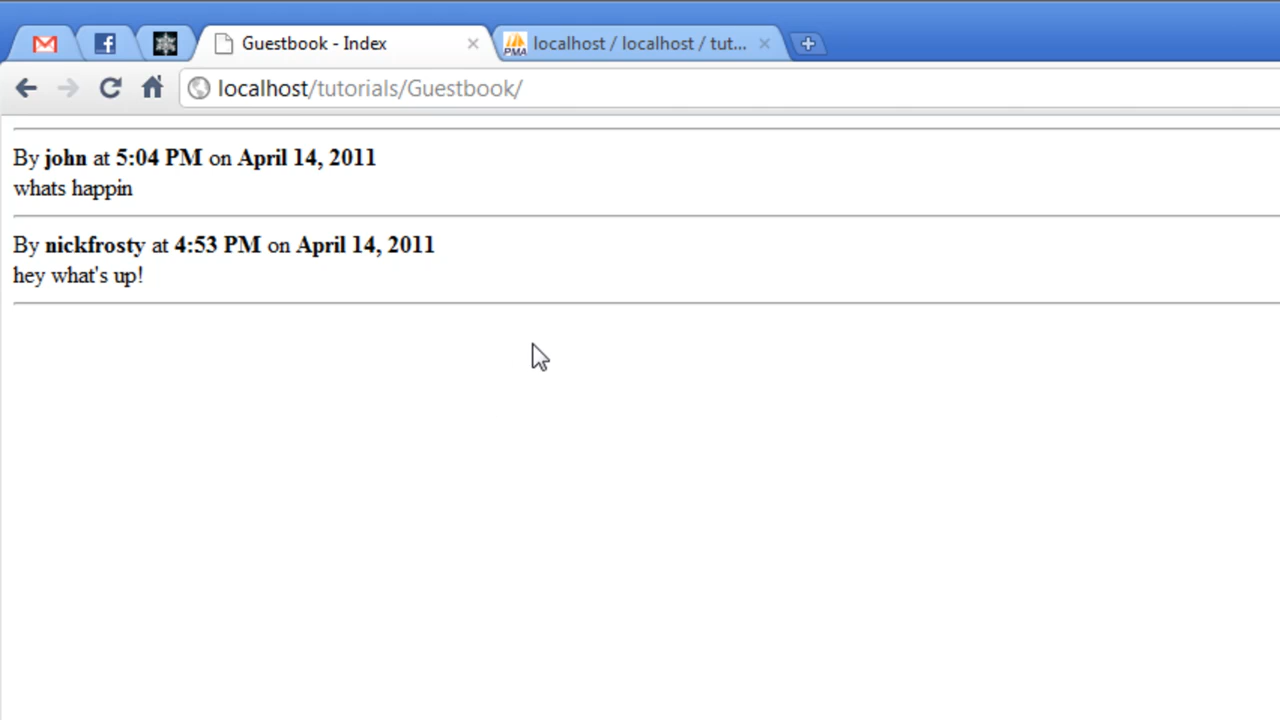 Guestbook - Index
PMA
localhost / localhost / tut...
localhost/tutorials/Guestbook/
By john at 5:04 PM on April 14, 2011
whats happin
By nickfrosty at 4:53 PM on April 14, 2011
hey what's up!